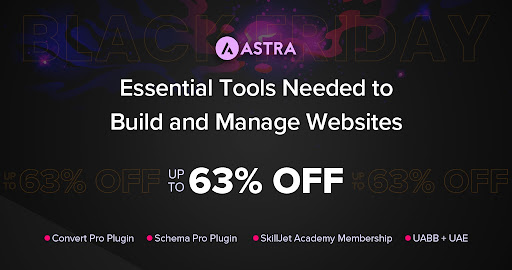 BLACK FRIDAY
ASTRA
Essential Tools Needed to
Build and Manage Websites
UP TO 63% OFF UP TO 63% OFF UP TO 63% OFF
Convert Pro Plugin Schema Pro Plugin SkillJet Academy Membership UABB + UAE